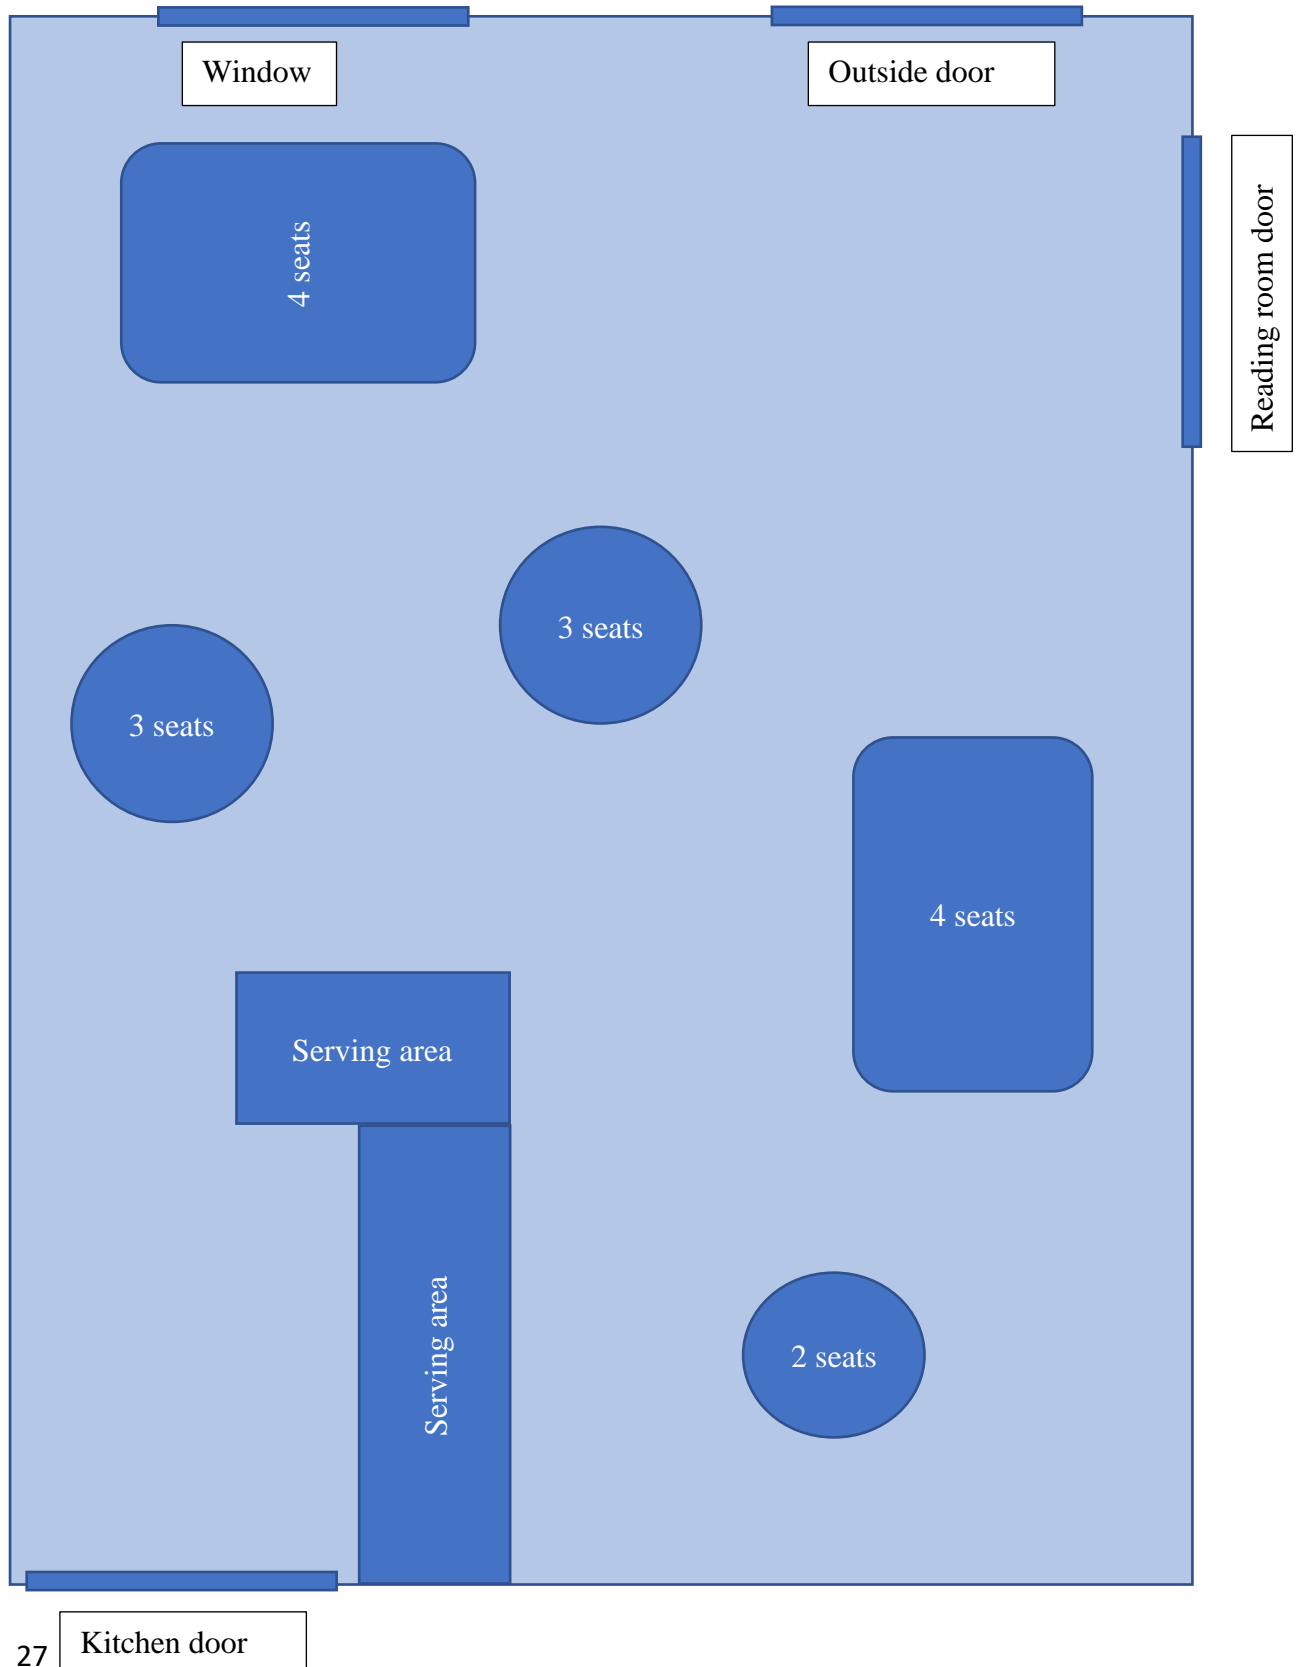 Window
Outside door
Reading room door
4 seats
3 seats
3 seats
4 seats
Serving area
Serving area
2 seats
Kitchen door
27